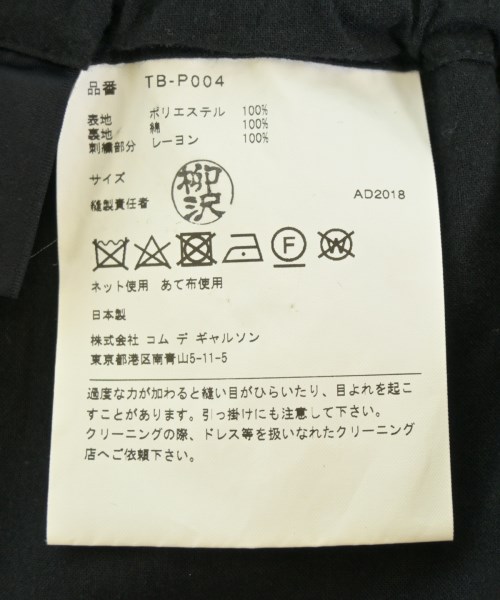 品番 TB-P004
表地 ポリエステル 100%
裏地 綿 100%
刺繍部分 レーヨン 100%
サイズ
縫製責任者 柳沢
AD2018
F W
ネット使用 あて布使用
日本製
株式会社 コム デ ギャルソン
東京都港区南青山5-11-5
過度な力が加わると縫い目がひらいたり、目よれを起こ
すことがあります。引っ掛けにも注意して下さい。
クリーニングの際、ドレス等を扱いなれたクリーニング
店へご依頼下さい。